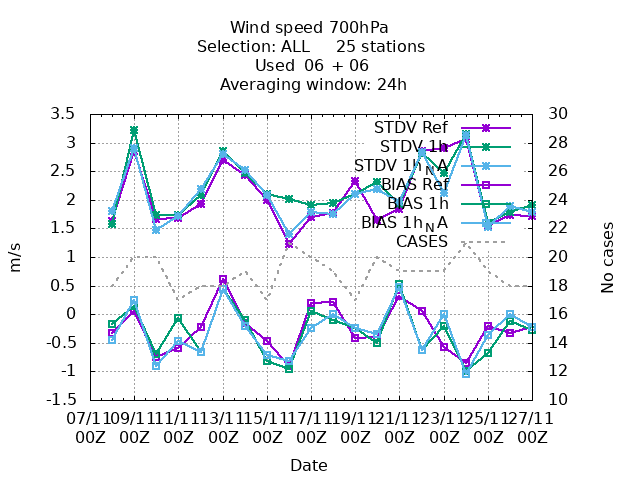 Wind speed 700hPa
Selection: ALL 25 stations
Used 06 + 06
Averaging window: 24h
3.5
3
2.5
2
1.5
1
0.5
0
-0.5
-1
-1.5
m/s
30
28
26
24
22
20
18
16
14
12
10
No cases
STDV Ref
STDV 1h
STDV 1h_NA
BIAS Ref
BIAS 1h
BIAS 1h_NA
CASES
07/11 09/11 11/11 13/11 15/11 17/11 19/11 21/11 23/11 25/11 27/11
00Z 00Z 00Z 00Z 00Z 00Z 00Z 00Z 00Z 00Z 00Z
Date